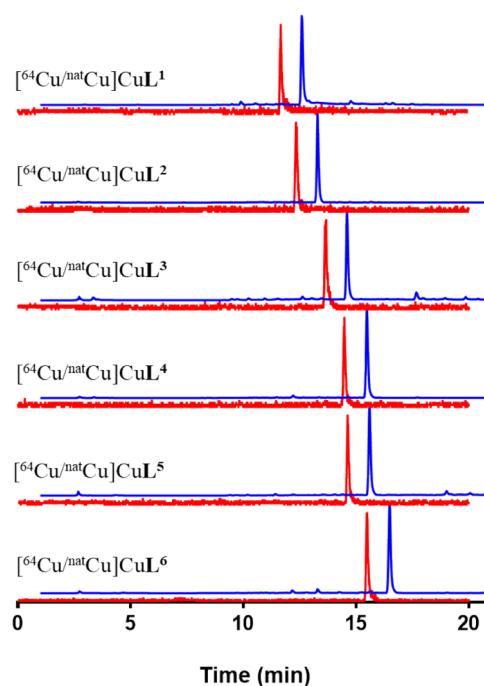 [⁶⁴Cu/ⁿᵃᵗCu]CuL¹
[⁶⁴Cu/ⁿᵃᵗCu]CuL²
[⁶⁴Cu/ⁿᵃᵗCu]CuL³
[⁶⁴Cu/ⁿᵃᵗCu]CuL⁴
[⁶⁴Cu/ⁿᵃᵗCu]CuL⁵
[⁶⁴Cu/ⁿᵃᵗCu]CuL⁶
0 5 10 15 20
Time (min)